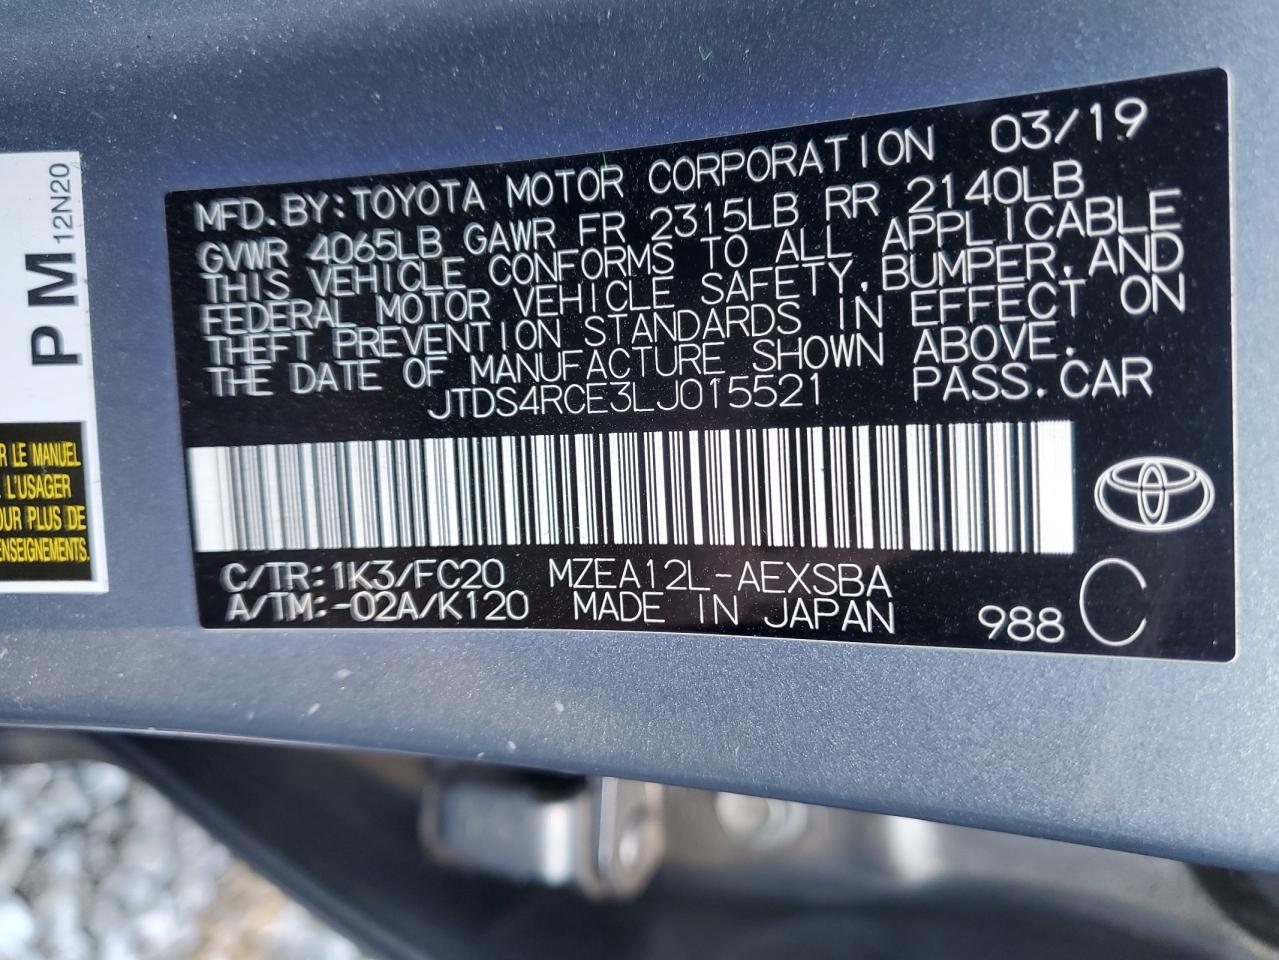 MFD.BY:TOYOTA MOTOR CORPORATION 03/19
GVWR 4065LB GAWR FR 2315LB RR 2140LB
THIS VEHICLE CONFORMS TO ALL APPLICABLE
FEDERAL MOTOR VEHICLE SAFETY,BUMPER,AND
THEFT PREVENTION STANDARDS IN EFFECT ON
THE DATE OF MANUFACTURE SHOWN ABOVE.
JTDS4RCE3LJ015521 PASS.CAR
C/TR:1K3/FC20 MZEA12L-AEXSBA
A/TM:-02A/K120 MADE IN JAPAN 988 C
PM 12N20
R LE MANUEL
L'USAGER
OUR PLUS DE
ENSEIGNEMENTS.